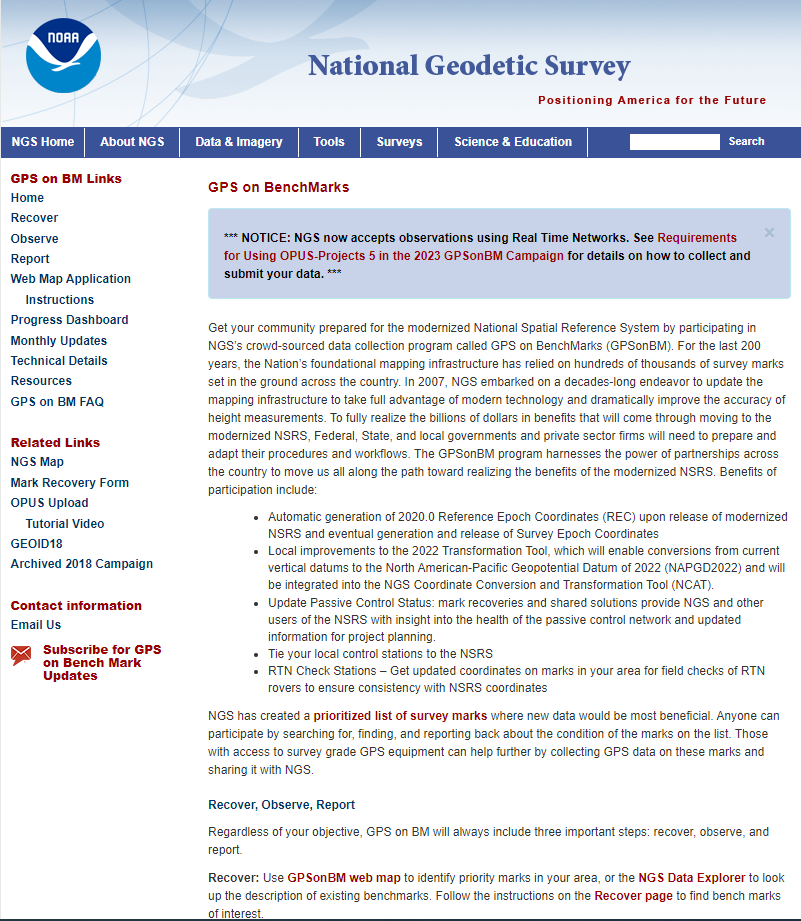 NOAA
National Geodetic Survey
Positioning America for the Future
NGS Home
About NGS
Data & Imagery
Tools
Surveys
Science & Education
Search
GPS on BM Links
Home
Recover
Observe
Report
Web Map Application
Instructions
Progress Dashboard
Monthly Updates
Technical Details
Resources
GPS on BM FAQ
Related Links
NGS Map
Mark Recovery Form
OPUS Upload
Tutorial Video
GEOID18
Archived 2018 Campaign
Contact information
Email Us
Subscribe for GPS
on Bench Mark
Updates
GPS on BenchMarks
*** NOTICE: NGS now accepts observations using Real Time Networks. See Requirements
for Using OPUS-Projects 5 in the 2023 GPSonBM Campaign for details on how to collect and
submit your data. ***
×
Get your community prepared for the modernized National Spatial Reference System by participating in
NGS's crowd-sourced data collection program called GPS on BenchMarks (GPSonBM). For the last 200
years, the Nation's foundational mapping infrastructure has relied on hundreds of thousands of survey marks
set in the ground across the country. In 2007, NGS embarked on a decades-long endeavor to update the
mapping infrastructure to take full advantage of modern technology and dramatically improve the accuracy of
height measurements. To fully realize the billions of dollars in benefits that will come through moving to the
modernized NSRS, Federal, State, and local governments and private sector firms will need to prepare and
adapt their procedures and workflows. The GPSonBM program harnesses the power of partnerships across
the country to move us all along the path toward realizing the benefits of the modernized NSRS. Benefits of
participation include:
• Automatic generation of 2020.0 Reference Epoch Coordinates (REC) upon release of modernized
NSRS and eventual generation and release of Survey Epoch Coordinates
• Local improvements to the 2022 Transformation Tool, which will enable conversions from current
vertical datums to the North American-Pacific Geopotential Datum of 2022 (NAPGD2022) and will
be integrated into the NGS Coordinate Conversion and Transformation Tool (NCAT).
• Update Passive Control Status: mark recoveries and shared solutions provide NGS and other
users of the NSRS with insight into the health of the passive control network and updated
information for project planning.
• Tie your local control stations to the NSRS
• RTN Check Stations – Get updated coordinates on marks in your area for field checks of RTN
rovers to ensure consistency with NSRS coordinates
NGS has created a prioritized list of survey marks where new data would be most beneficial. Anyone can
participate by searching for, finding, and reporting back about the condition of the marks on the list. Those
with access to survey grade GPS equipment can help further by collecting GPS data on these marks and
sharing it with NGS.
Recover, Observe, Report
Regardless of your objective, GPS on BM will always include three important steps: recover, observe, and
report.
Recover: Use GPSonBM web map to identify priority marks in your area, or the NGS Data Explorer to look
up the description of existing benchmarks. Follow the instructions on the Recover page to find bench marks
of interest.